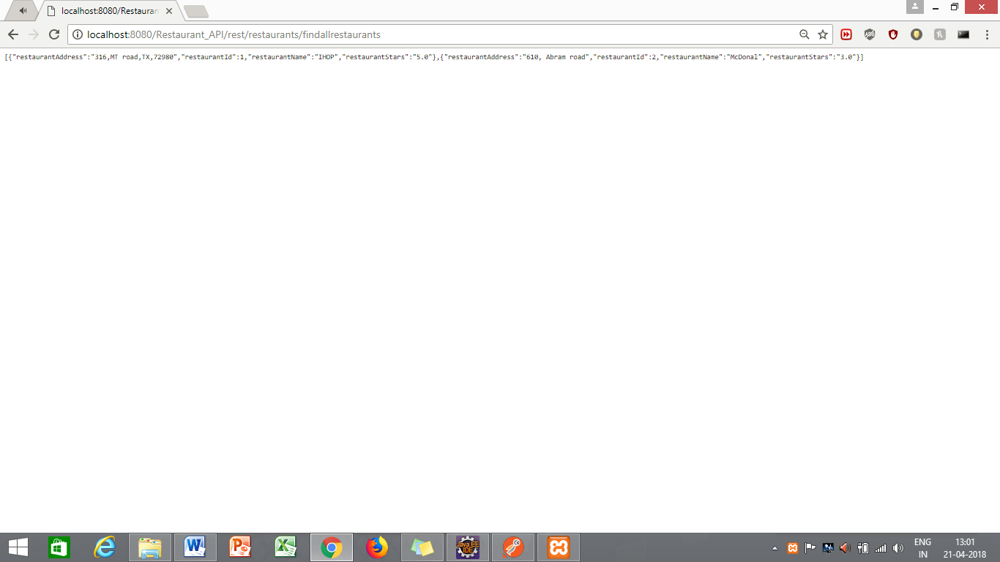 localhost:8080/Restauran
localhost:8080/Restaurant_API/rest/restaurants/findallrestaurants
[{"restaurantAddress":"316,MT road,TX,72980","restaurantId":1,"restaurantName":"IHOP","restaurantStars":"5.0"},{"restaurantAddress":"610, Abram road","restaurantId":2,"restaurantName":"McDonal","restaurantStars":"3.0"}]
Java EE
IDE
ENG 13:01
IN 21-04-2018